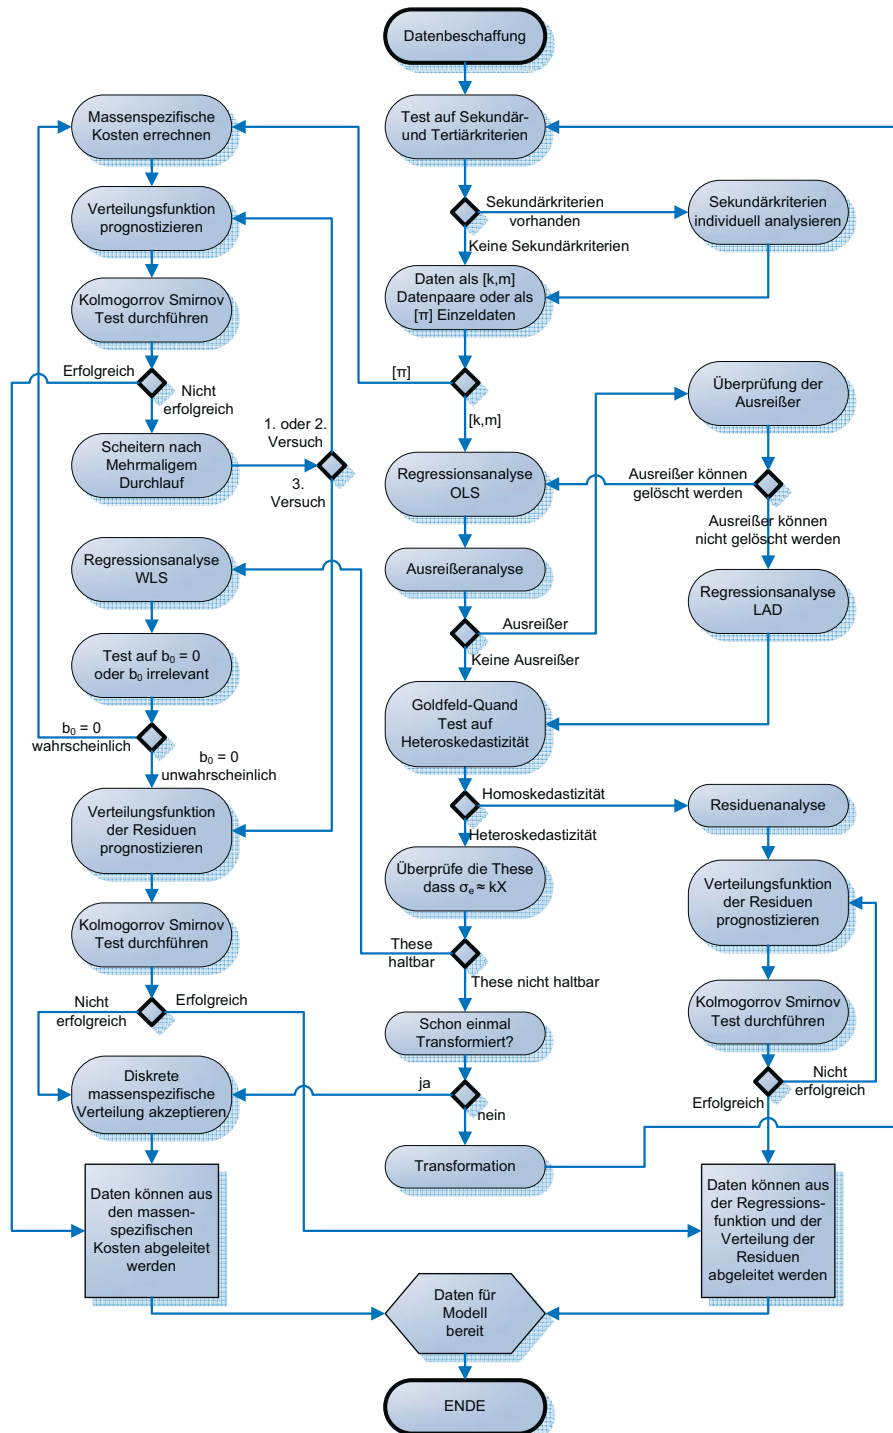 Datenbeschaffung
Test auf Sekundär-
und Tertiärkriterien
Sekundärkriterien
vorhanden
Keine Sekundärkriterien
Sekundärkriterien
individuell analysieren
Daten als [k,m]
Datenpaare oder als
[π] Einzeldaten
[π]
[k,m]
Massenspezifische
Kosten errechnen
Verteilungsfunktion
prognostizieren
Kolmogorrov Smirnov
Test durchführen
Erfolgreich
Nicht
erfolgreich
Scheitern nach
Mehrmaligem
Durchlauf
1. oder 2.
Versuch
3.
Versuch
Regressionsanalyse
OLS
Ausreißeranalyse
Ausreißer
Keine Ausreißer
Überprüfung der
Ausreißer
Ausreißer können
gelöscht werden
Ausreißer können
nicht gelöscht werden
Regressionsanalyse
LAD
Goldfeld-Quand
Test auf
Heteroskedastizität
Homoskedastizität
Heteroskedastizität
Überprüfe die These
dass σₑ ≈ kX
These
haltbar
These nicht haltbar
Schon einmal
Transformiert?
ja
nein
Transformation
Regressionsanalyse
WLS
Test auf b₀ = 0
oder b₀ irrelevant
b₀ = 0
wahrscheinlich
b₀ = 0
unwahrscheinlich
Verteilungsfunktion
der Residuen
prognostizieren
Kolmogorrov Smirnov
Test durchführen
Nicht
erfolgreich
Erfolgreich
Diskrete
massenspezifische
Verteilung akzeptieren
Daten können aus
den massen-
spezifischen
Kosten abgeleitet
werden
Residuenanalyse
Verteilungsfunktion
der Residuen
prognostizieren
Kolmogorrov Smirnov
Test durchführen
Nicht
erfolgreich
Erfolgreich
Daten können aus
der Regressions-
funktion und der
Verteilung der
Residuen
abgeleitet werden
Daten für
Modell
bereit
ENDE